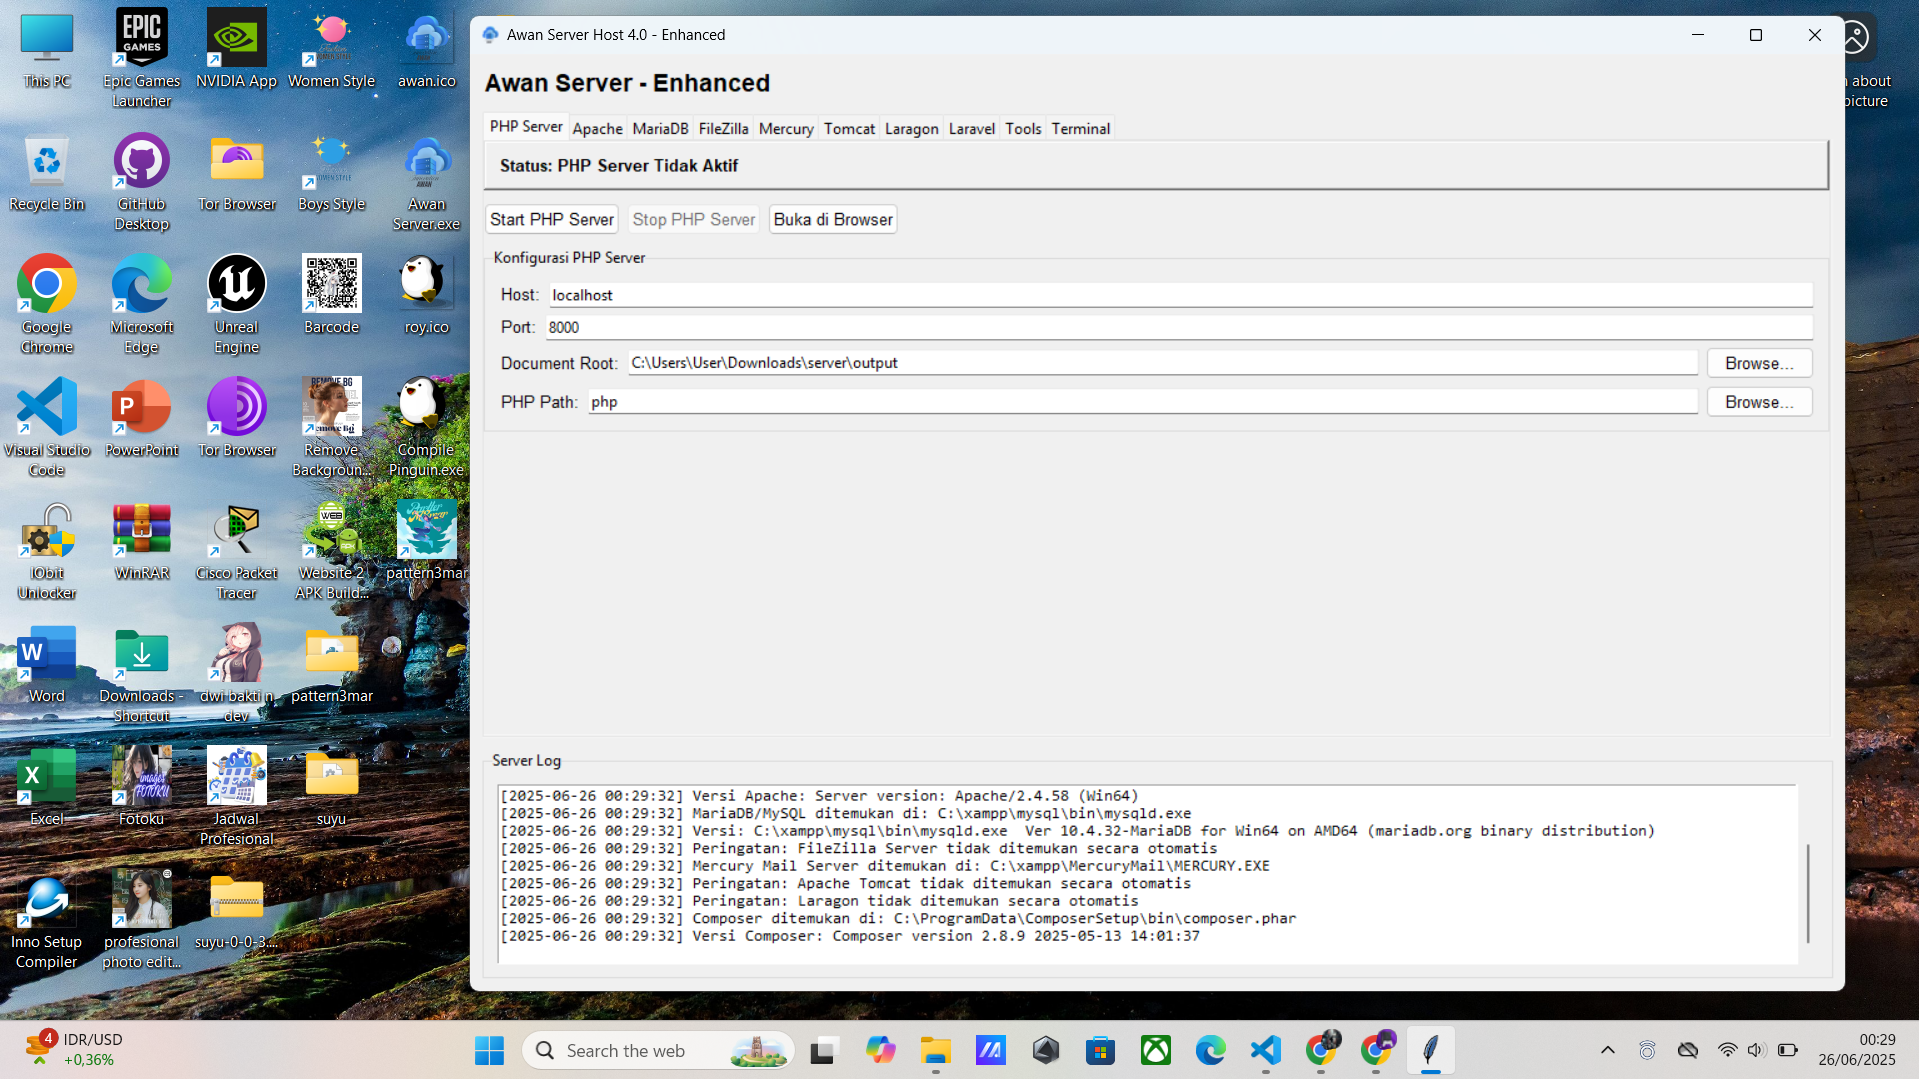 This PC
EPIC
GAMES
Epic Games
Launcher
NVIDIA App
Women Style
awan.ico
Recycle Bin
GitHub
Desktop
Tor Browser
Boys Style
Awan
Server.exe
Google
Chrome
Microsoft
Edge
Unreal
Engine
Barcode
roy.ico
Visual Studio
Code
PowerPoint
Tor Browser
REMOVE BG
Remove
Backgroun...
Compile
Pinguin.exe
IObit
Unlocker
WinRAR
Cisco Packet
Tracer
WEB
Website 2
APK Build...
pattern3mar
Word
Downloads -
Shortcut
dwi bakti n
dev
pattern3mar
Excel
images
FOTOKU
Fotoku
Jadwal
Profesional
suyu
Inno Setup
Compiler
profesional
photo edit...
suyu-0-0-3....
about
picture
Awan Server Host 4.0 - Enhanced
Awan Server - Enhanced
PHP Server Apache MariaDB FileZilla Mercury Tomcat Laragon Laravel Tools Terminal
Status: PHP Server Tidak Aktif
Start PHP Server Stop PHP Server Buka di Browser
Konfigurasi PHP Server
Host: localhost
Port: 8000
Document Root: C:\Users\User\Downloads\server\output Browse...
PHP Path: php Browse...
Server Log
[2025-06-26 00:29:32] Versi Apache: Server version: Apache/2.4.58 (Win64)
[2025-06-26 00:29:32] MariaDB/MySQL ditemukan di: C:\xampp\mysql\bin\mysqld.exe
[2025-06-26 00:29:32] Versi: C:\xampp\mysql\bin\mysqld.exe  Ver 10.4.32-MariaDB for Win64 on AMD64 (mariadb.org binary distribution)
[2025-06-26 00:29:32] Peringatan: FileZilla Server tidak ditemukan secara otomatis
[2025-06-26 00:29:32] Mercury Mail Server ditemukan di: C:\xampp\MercuryMail\MERCURY.EXE
[2025-06-26 00:29:32] Peringatan: Apache Tomcat tidak ditemukan secara otomatis
[2025-06-26 00:29:32] Peringatan: Laragon tidak ditemukan secara otomatis
[2025-06-26 00:29:32] Composer ditemukan di: C:\ProgramData\ComposerSetup\bin\composer.phar
[2025-06-26 00:29:32] Versi Composer: Composer version 2.8.9 2025-05-13 14:01:37
4
IDR/USD
+0,36%
Search the web
00:29
26/06/2025